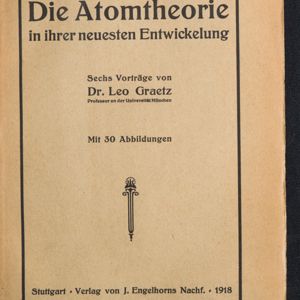 Die Atomtheorie
in ihrer neuesten Entwickelung
Sechs Vorträge von
Dr. Leo Graetz
Professor an der Universität München
Mit 30 Abbildungen
Stuttgart • Verlag von J. Engelhorns Nachf. • 1918